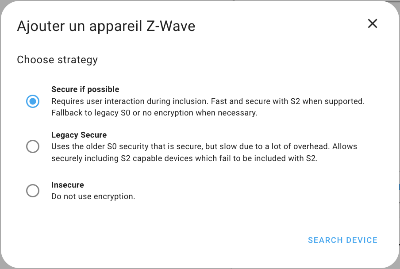 Ajouter un appareil Z-Wave
Choose strategy
Secure if possible
Requires user interaction during inclusion. Fast and secure with S2 when supported.
Fallback to legacy S0 or no encryption when necessary.
Legacy Secure
Uses the older S0 security that is secure, but slow due to a lot of overhead. Allows
securely including S2 capable devices which fail to be included with S2.
Insecure
Do not use encryption.
SEARCH DEVICE